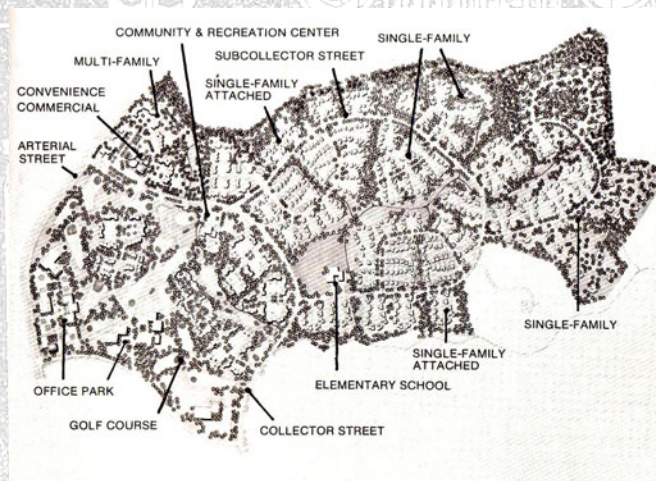 COMMUNITY & RECREATION CENTER
SINGLE-FAMILY
SUBCOLLECTOR STREET
MULTI-FAMILY
SINGLE-FAMILY
ATTACHED
CONVENIENCE
COMMERCIAL
ARTERIAL
STREET
SINGLE-FAMILY
SINGLE-FAMILY
ATTACHED
ELEMENTARY SCHOOL
OFFICE PARK
GOLF COURSE
COLLECTOR STREET